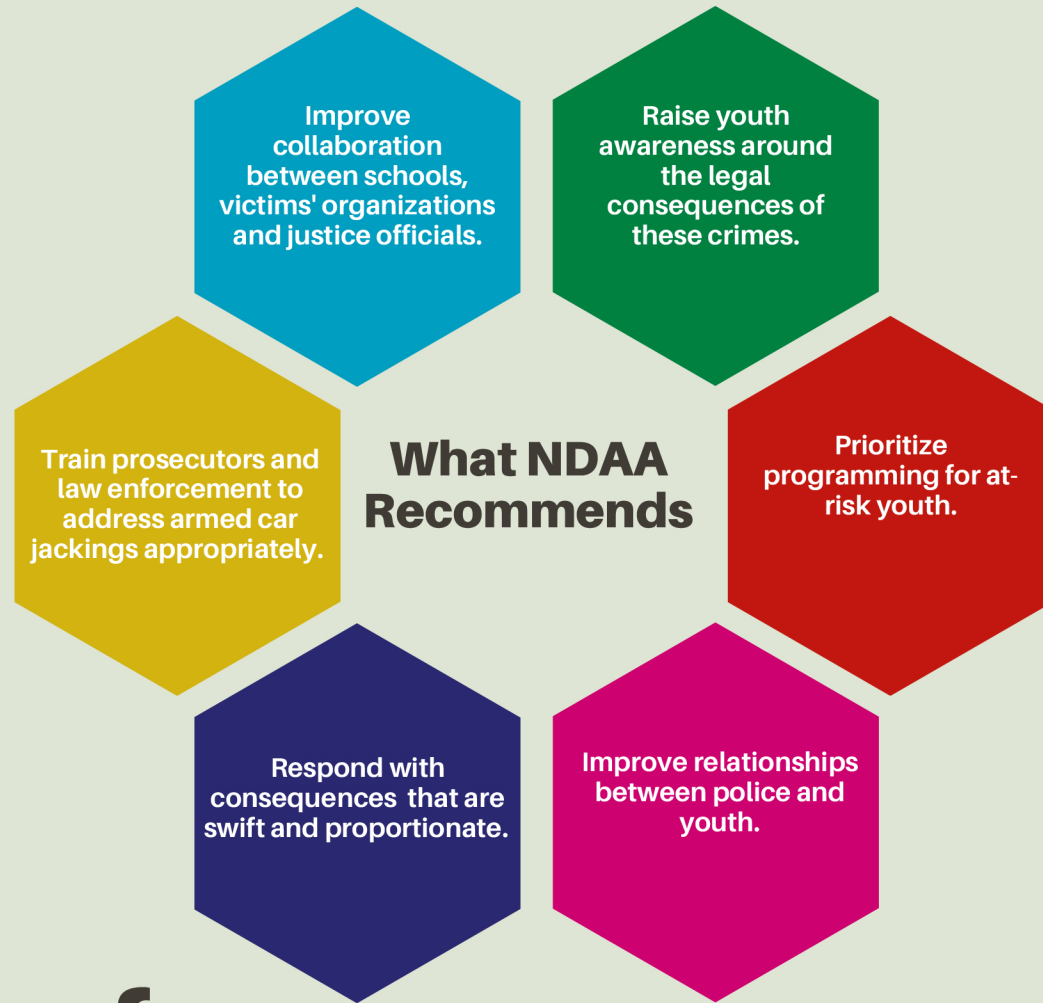 Improve
collaboration
between schools,
victims' organizations
and justice officials.
Raise youth
awareness around
the legal
consequences of
these crimes.
Train prosecutors and
law enforcement to
address armed car
jackings appropriately.
What NDAA
Recommends
Prioritize
programming for at-
risk youth.
Respond with
consequences  that are
swift and proportionate.
Improve relationships
between police and
youth.